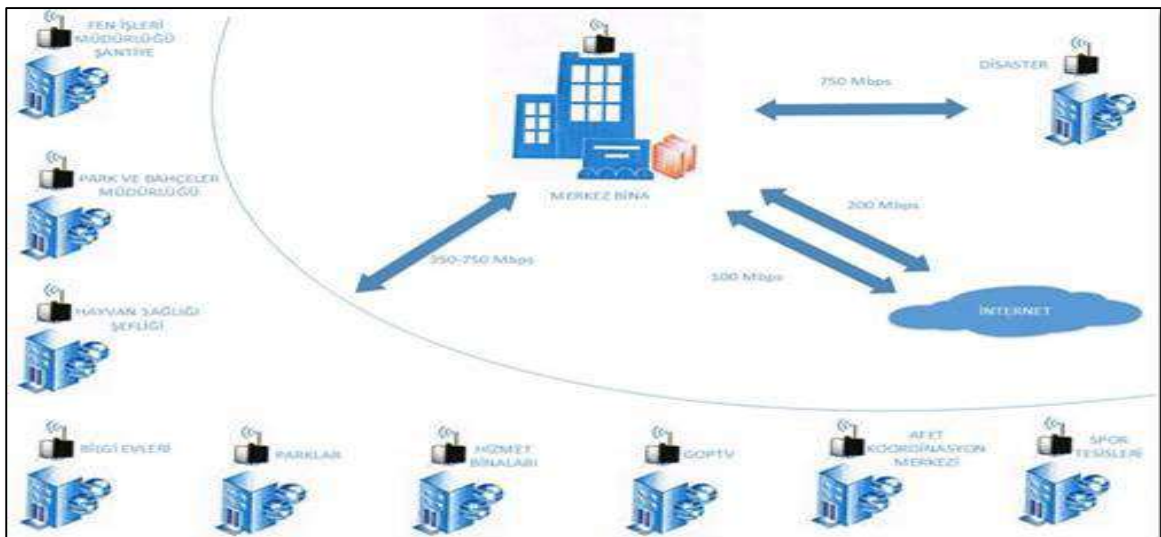 FEN İŞLERİ
MÜDÜRLÜĞÜ
ŞANTİYE
750 Mbps
DİSASTER
PARK VE BAHÇELER
MÜDÜRLÜĞÜ
MERKEZ BİNA
200 Mbps
350-750 Mbps
500 Mbps
HAYVAN SAĞLIĞI
ŞEFLİĞİ
İNTERNET
BİLGİ EVLERİ
PARKLAR
HİZMET
BİNALARI
GOPTV
AFET
KOORDİNASYON
MERKEZİ
SPOR
TESİSLERİ